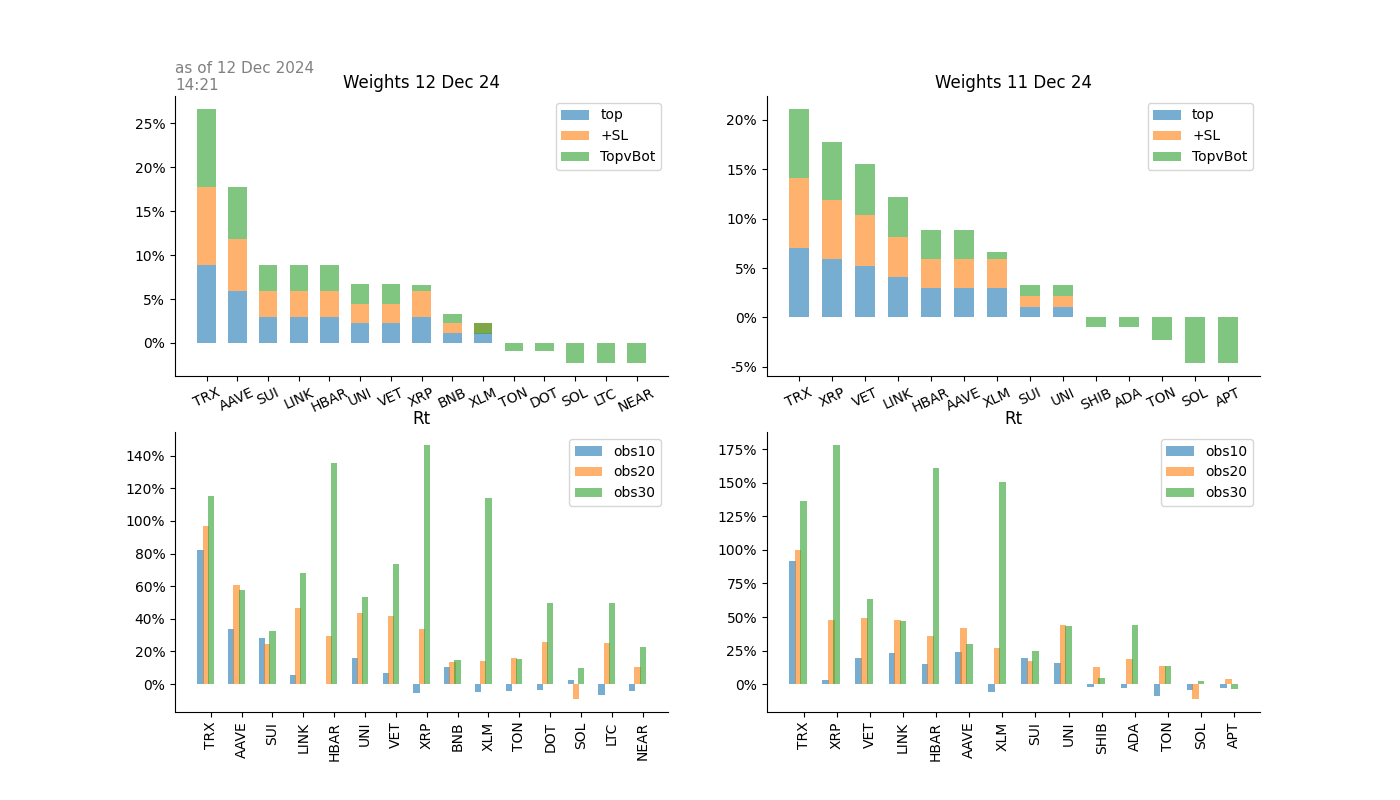 as of 12 Dec 2024
14:21
Weights 12 Dec 24
25%
20%
15%
10%
5%
0%
top
+SL
TopvBot
TRX AAVE SUI LINK HBAR UNI VET XRP BNB XLM TON DOT SOL LTC NEAR
Weights 11 Dec 24
20%
15%
10%
5%
0%
-5%
top
+SL
TopvBot
TRX XRP VET LINK HBAR AAVE XLM SUI UNI SHIB ADA TON SOL APT
Rt
140%
120%
100%
80%
60%
40%
20%
0%
obs10
obs20
obs30
TRX AAVE SUI LINK HBAR UNI VET XRP BNB XLM TON DOT SOL LTC NEAR
Rt
175%
150%
125%
100%
75%
50%
25%
0%
obs10
obs20
obs30
TRX XRP VET LINK HBAR AAVE XLM SUI UNI SHIB ADA TON SOL APT